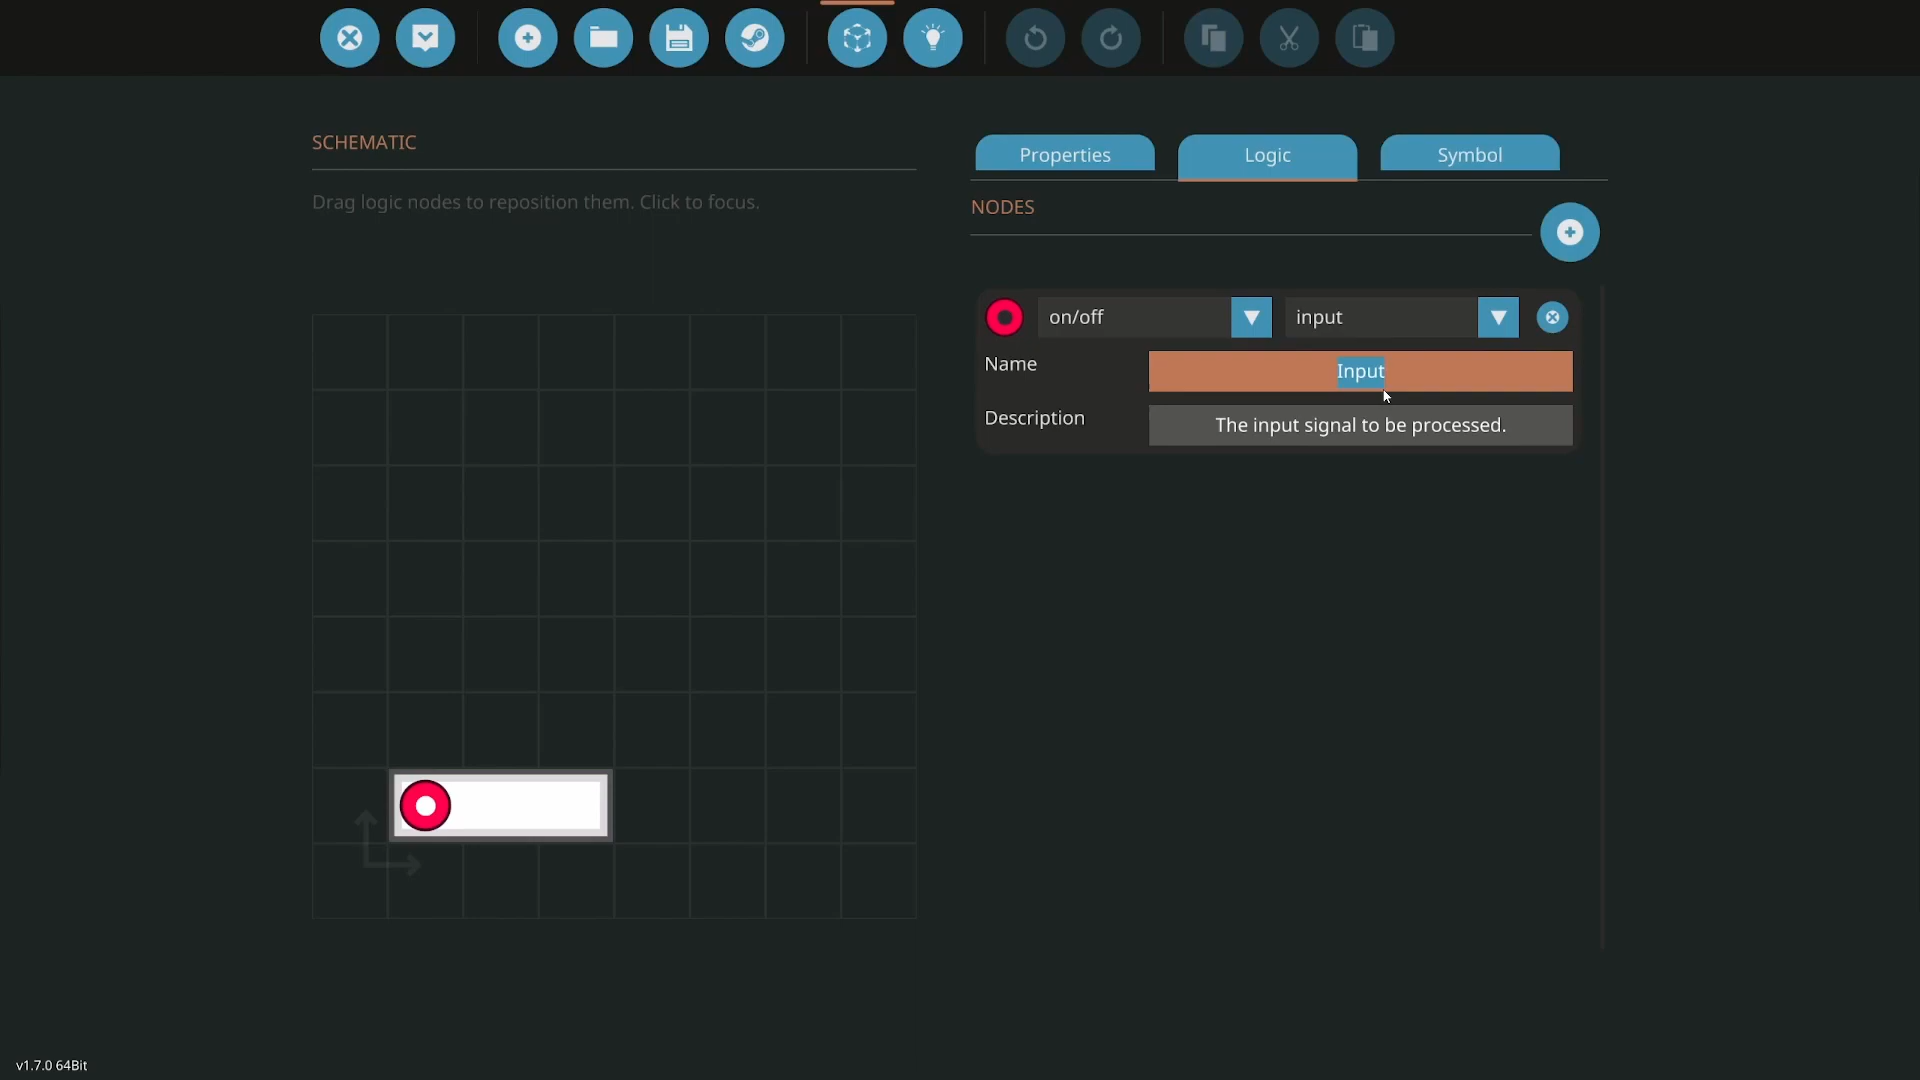 SCHEMATIC
Drag logic nodes to reposition them. Click to focus.
Properties
Logic
Symbol
NODES
on/off
input
Name
Input
Description
The input signal to be processed.
v1.7.0 64Bit